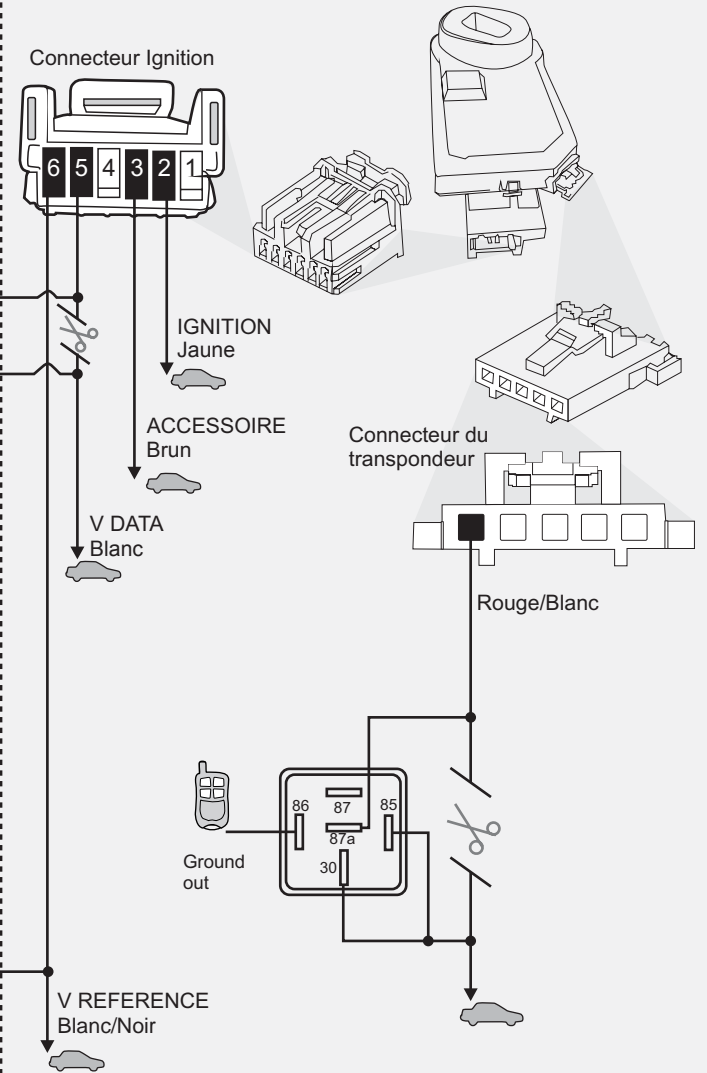 Connecteur Ignition
6 5 4 3 2 1
IGNITION
Jaune
ACCESSOIRE
Brun
V DATA
Blanc
Connecteur du
transpondeur
Rouge/Blanc
86
87
85
87a
30
Ground
out
V REFERENCE
Blanc/Noir